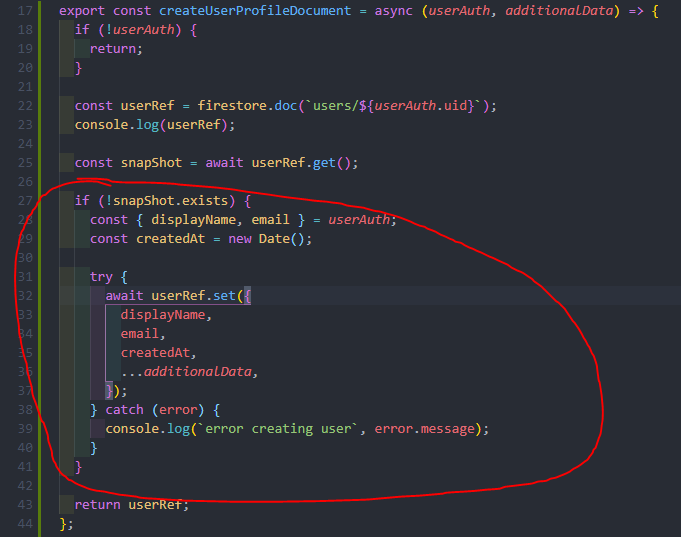 17 export const createUserProfileDocument = async (userAuth, additionalData) => {
18 if (!userAuth) {
19 return;
20 }
21
22 const userRef = firestore.doc(`users/${userAuth.uid}`);
23 console.log(userRef);
24
25 const snapShot = await userRef.get();
26
27 if (!snapShot.exists) {
28 const { displayName, email } = userAuth;
29 const createdAt = new Date();
30
31 try {
32 await userRef.set({
33 displayName,
34 email,
35 createdAt,
36 ...additionalData,
37 });
38 } catch (error) {
39 console.log(`error creating user`, error.message);
40 }
41 }
42
43 return userRef;
44 };